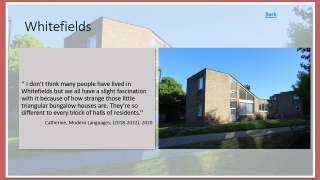 Back
Whitefields
“ I don’t think many people have lived in
Whitefields but we all have a slight fascination
with it because of how strange those little
triangular bungalow houses are. They’re so
different to every block of halls of residents.”
Catherine, Modern Languages, (2018-2022), 2020